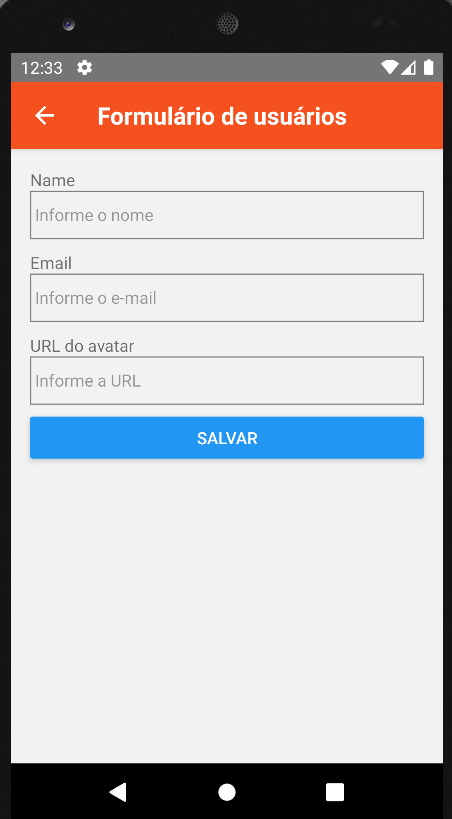 12:33
Formulário de usuários
Name
Informe o nome
Email
Informe o e-mail
URL do avatar
Informe a URL
SALVAR